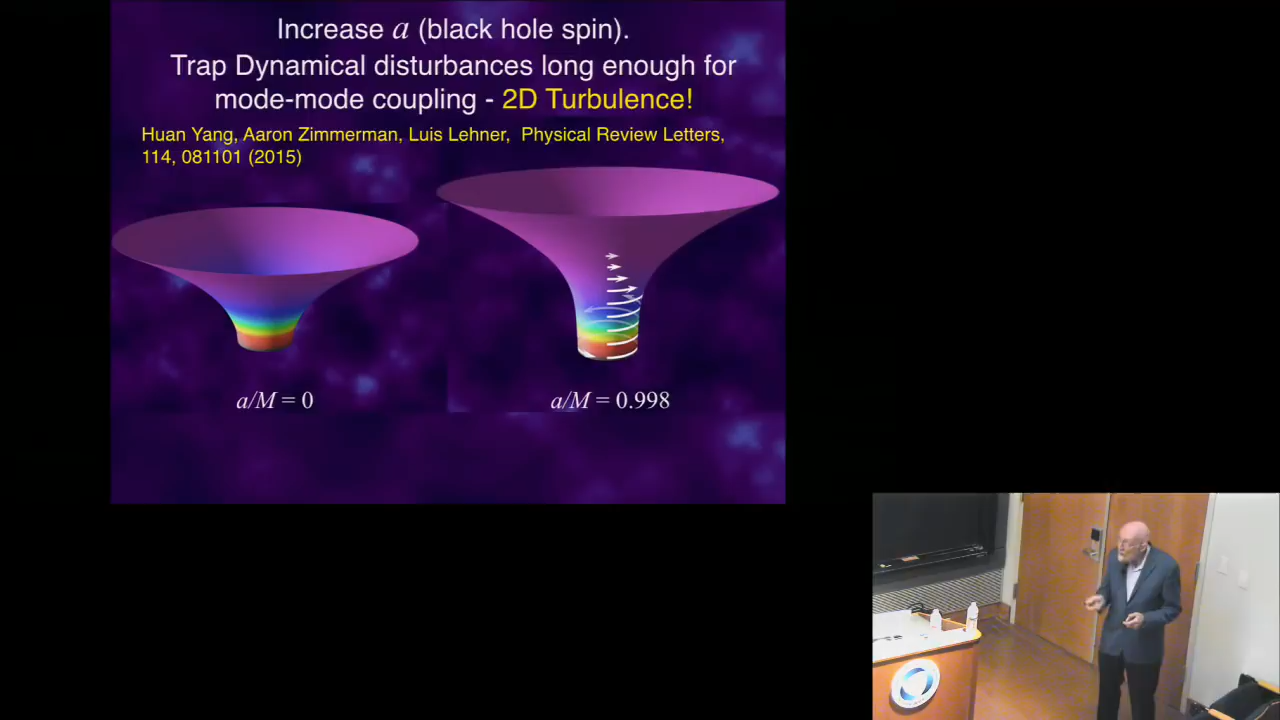 Increase a (black hole spin).
Trap Dynamical disturbances long enough for
mode-mode coupling - 2D Turbulence!
Huan Yang, Aaron Zimmerman, Luis Lehner, Physical Review Letters,
114, 081101 (2015)
a/M = 0
a/M = 0.998